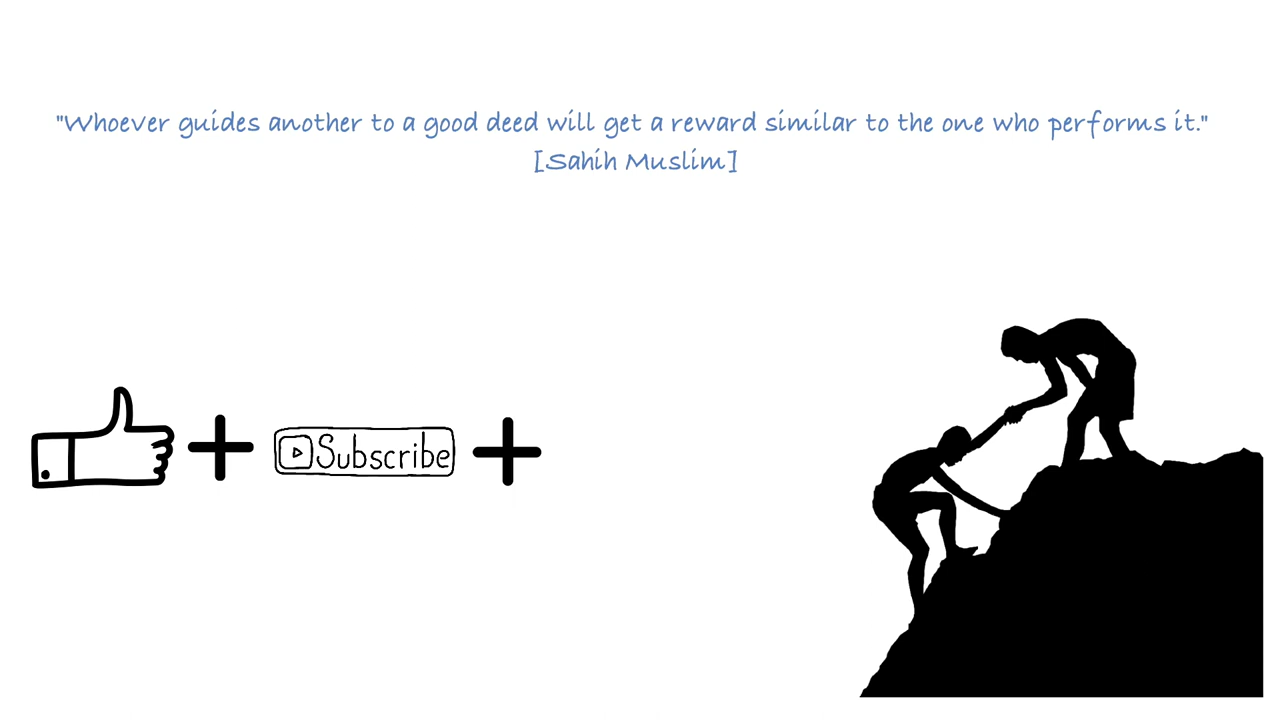 "Whoever guides another to a good deed will get a reward similar to the one who performs it."
[Sahih Muslim]
Subscribe